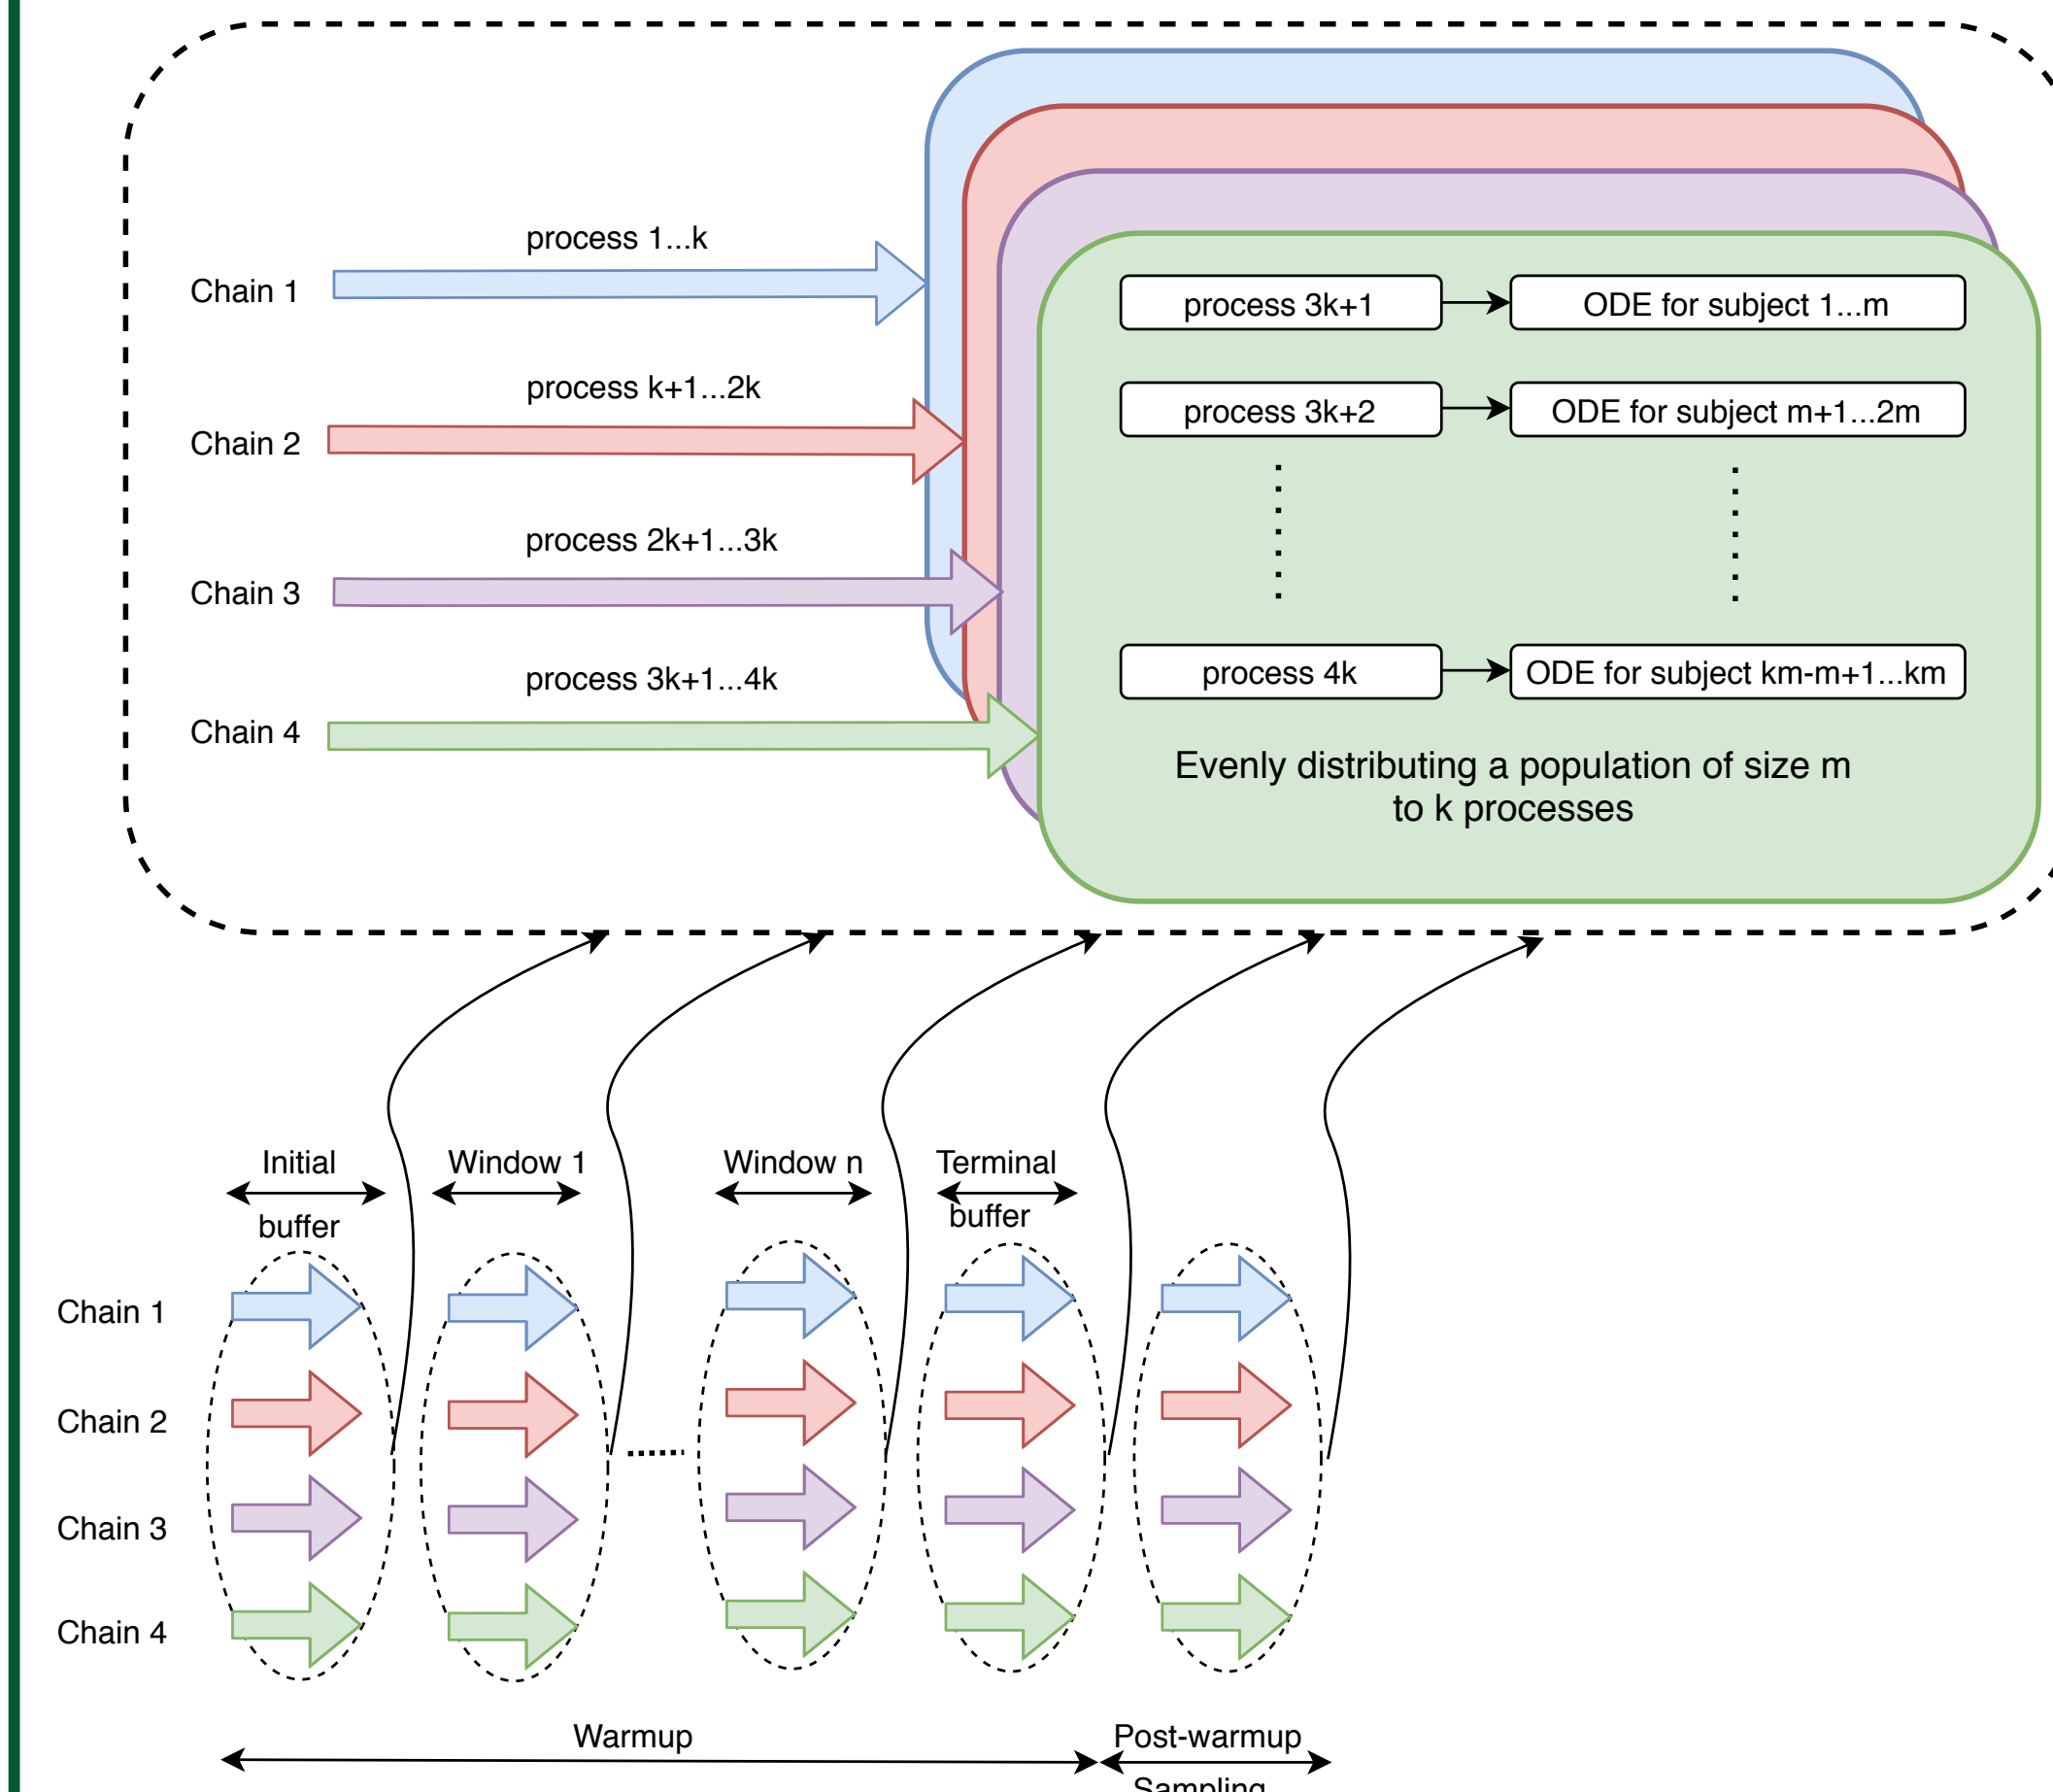 process 1...k
Chain 1
process k+1...2k
Chain 2
process 2k+1...3k
Chain 3
process 3k+1...4k
Chain 4
process 3k+1
ODE for subject 1...m
process 3k+2
ODE for subject m+1...2m
process 4k
ODE for subject km-m+1...km
Evenly distributing a population of size m
to k processes
Initial
buffer
Window 1
Window n
Terminal
buffer
Chain 1
Chain 2
Chain 3
Chain 4
Warmup
Post-warmup
Sampling